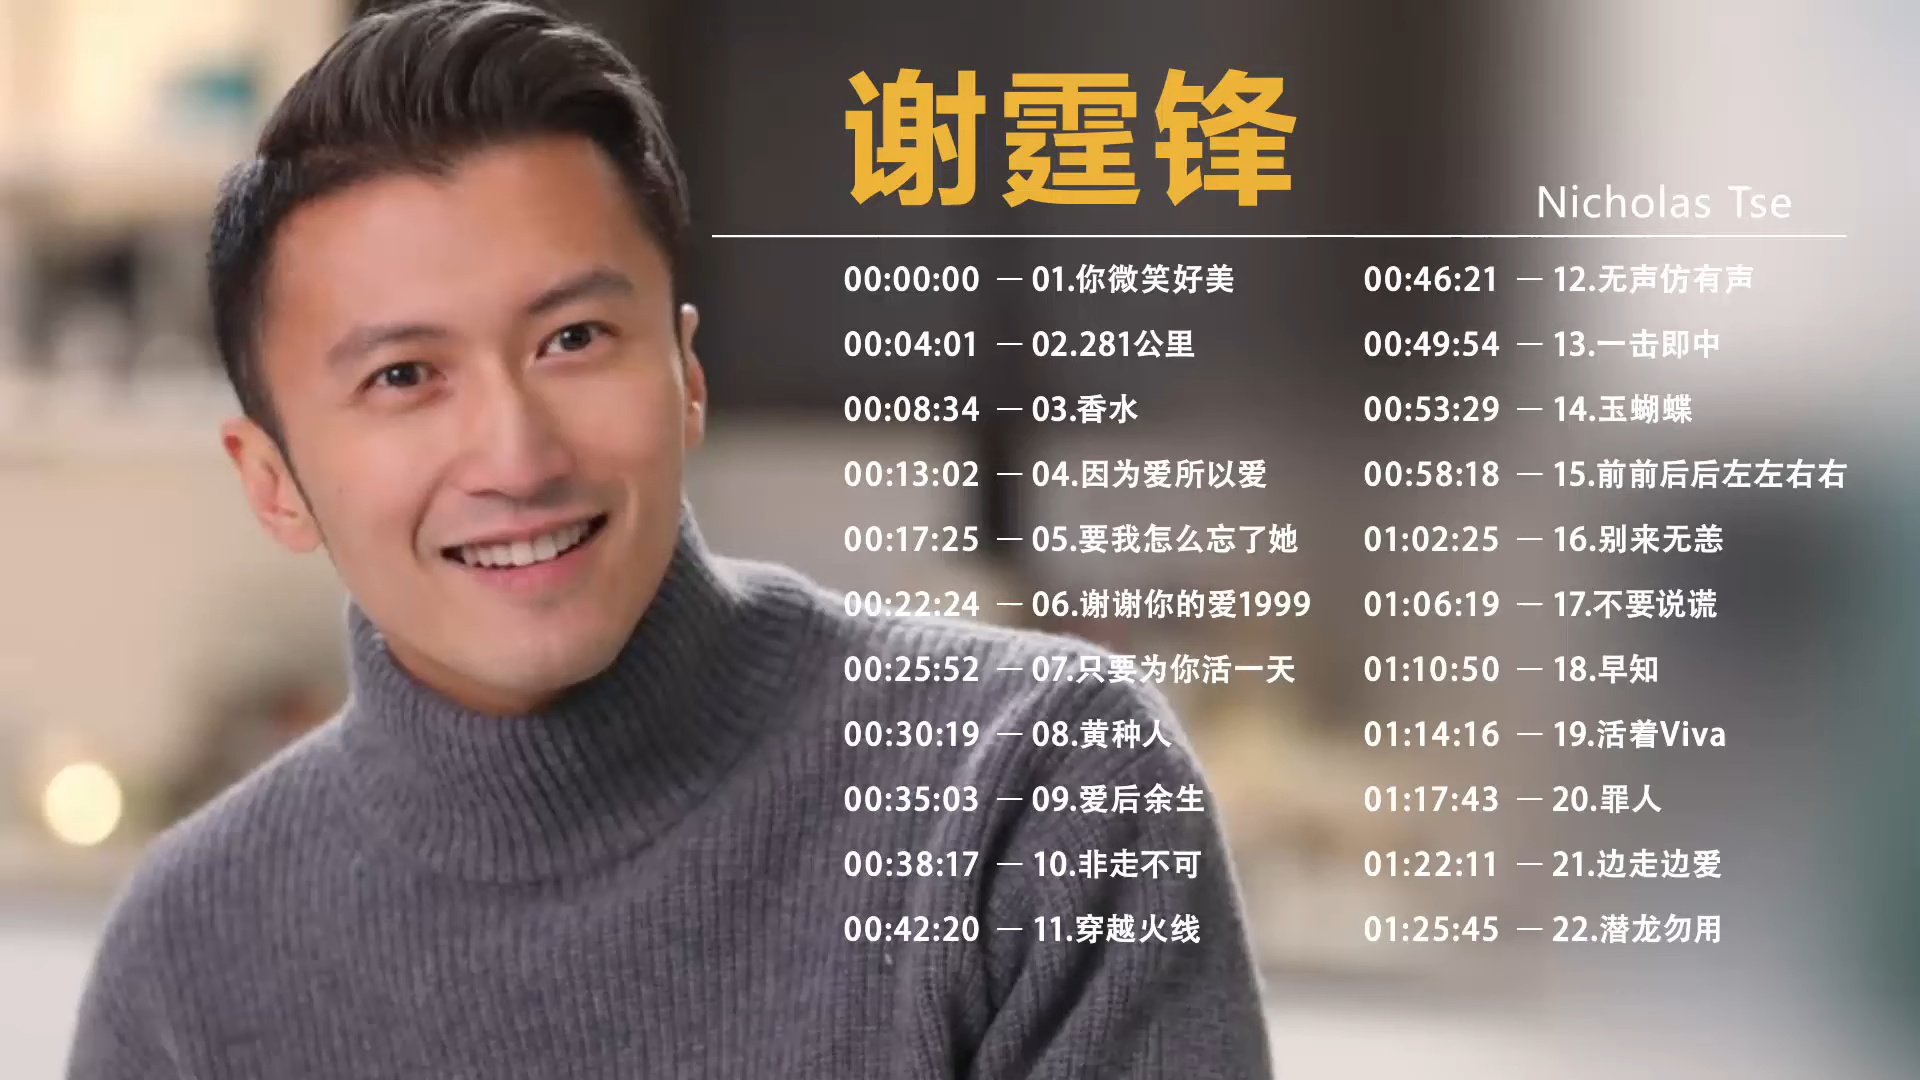 谢霆锋
Nicholas Tse
00:00:00 — 01.你微笑好美
00:04:01 — 02.281公里
00:08:34 — 03.香水
00:13:02 — 04.因为爱所以爱
00:17:25 — 05.要我怎么忘了她
00:22:24 — 06.谢谢你的爱1999
00:25:52 — 07.只要为你活一天
00:30:19 — 08.黄种人
00:35:03 — 09.爱后余生
00:38:17 — 10.非走不可
00:42:20 — 11.穿越火线
00:46:21 — 12.无声仿有声
00:49:54 — 13.一击即中
00:53:29 — 14.玉蝴蝶
00:58:18 — 15.前前后后左左右右
01:02:25 — 16.别来无恙
01:06:19 — 17.不要说谎
01:10:50 — 18.早知
01:14:16 — 19.活着Viva
01:17:43 — 20.罪人
01:22:11 — 21.边走边爱
01:25:45 — 22.潜龙勿用